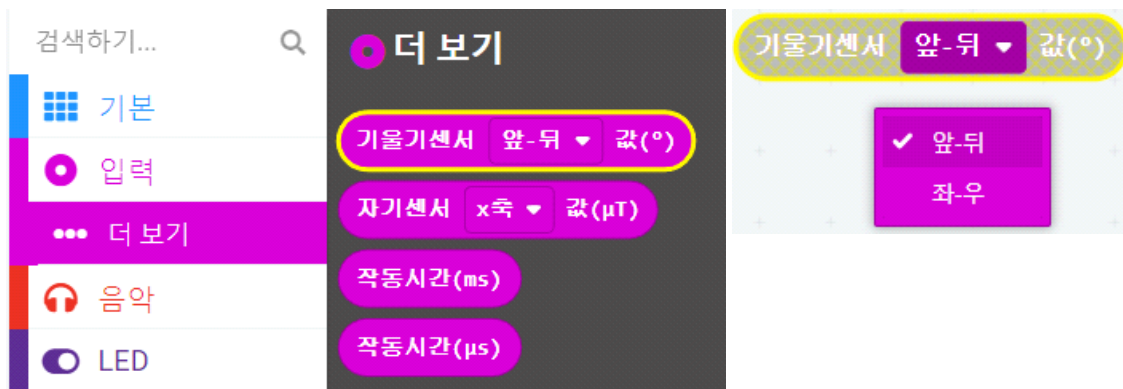 검색하기...
기본
입력
더 보기
음악
LED
더 보기
기울기센서 앞-뒤 값(°)
자기센서 x축 값(μT)
작동시간(ms)
작동시간(μs)
기울기센서 앞-뒤 값(°)
앞-뒤
좌-우